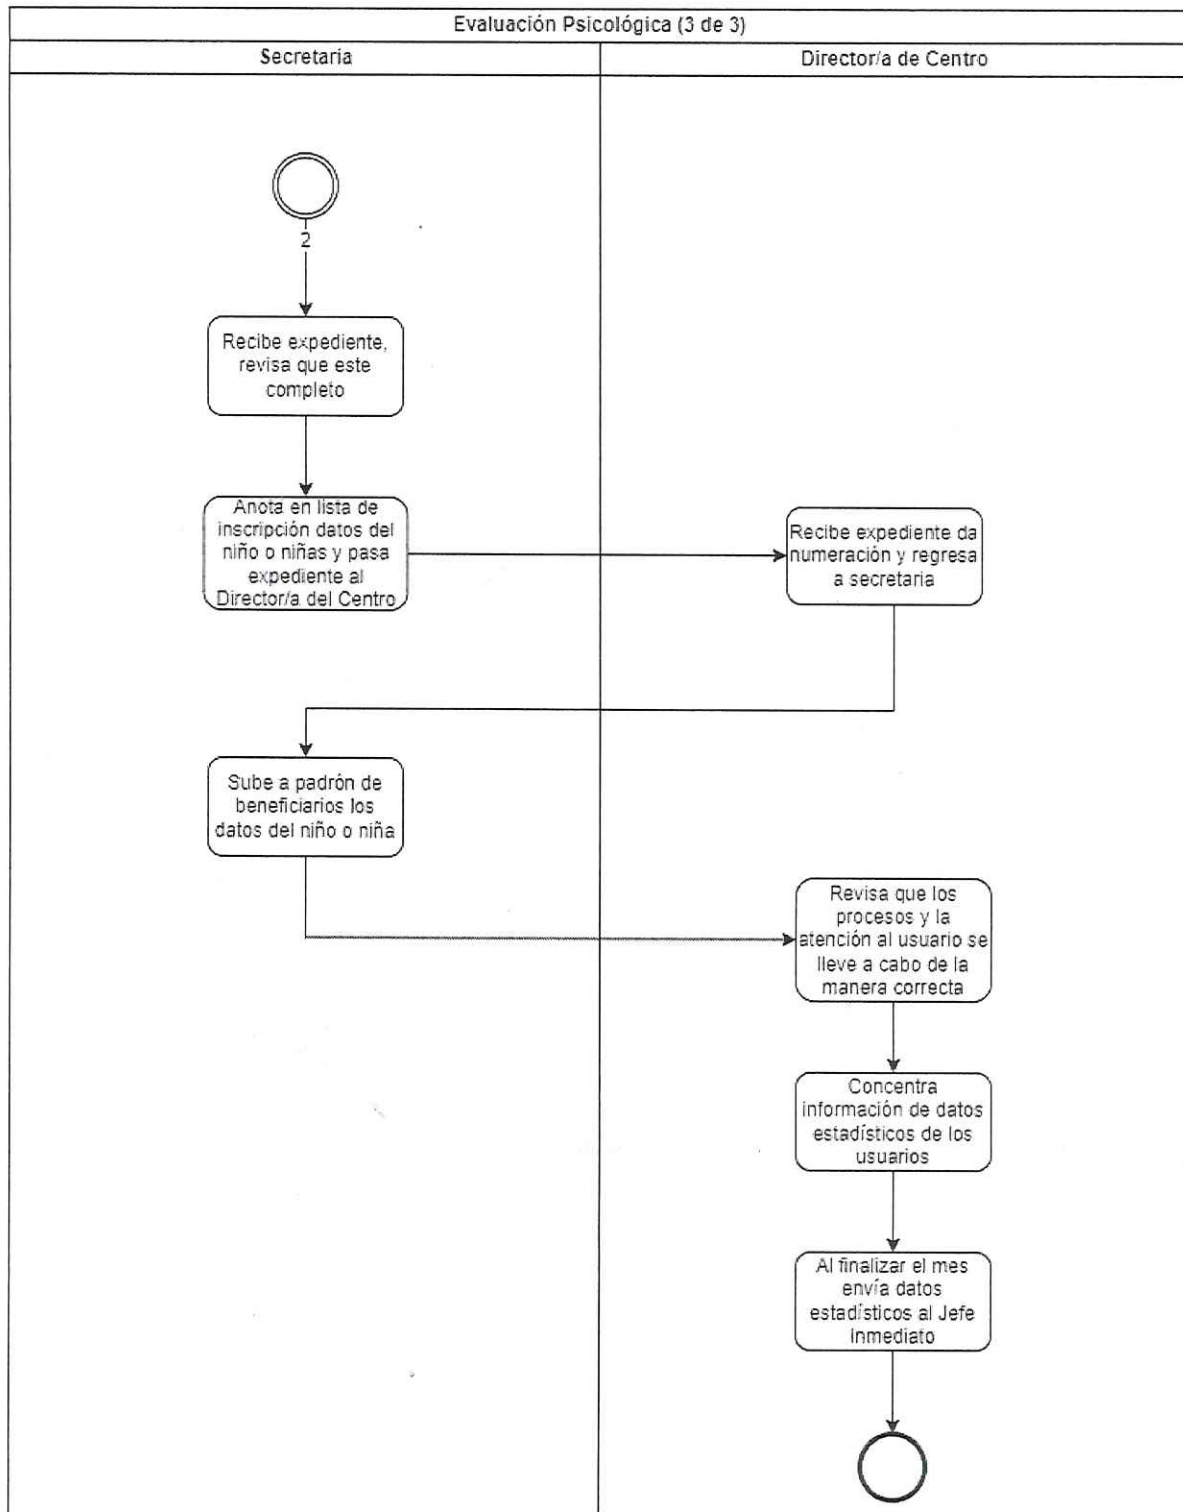 Evaluación Psicológica (3 de 3)
Secretaria
Director/a de Centro
2
Recibe expediente,
revisa que este
completo
Anota en lista de
inscripción datos del
niño o niñas y pasa
expediente al
Director/a del Centro
Recibe expediente da
numeración y regresa
a secretaria
Sube a padrón de
beneficiarios los
datos del niño o niña
Revisa que los
procesos y la
atención al usuario se
lleve a cabo de la
manera correcta
Concentra
información de datos
estadísticos de los
usuarios
Al finalizar el mes
envía datos
estadísticos al Jefe
Inmediato